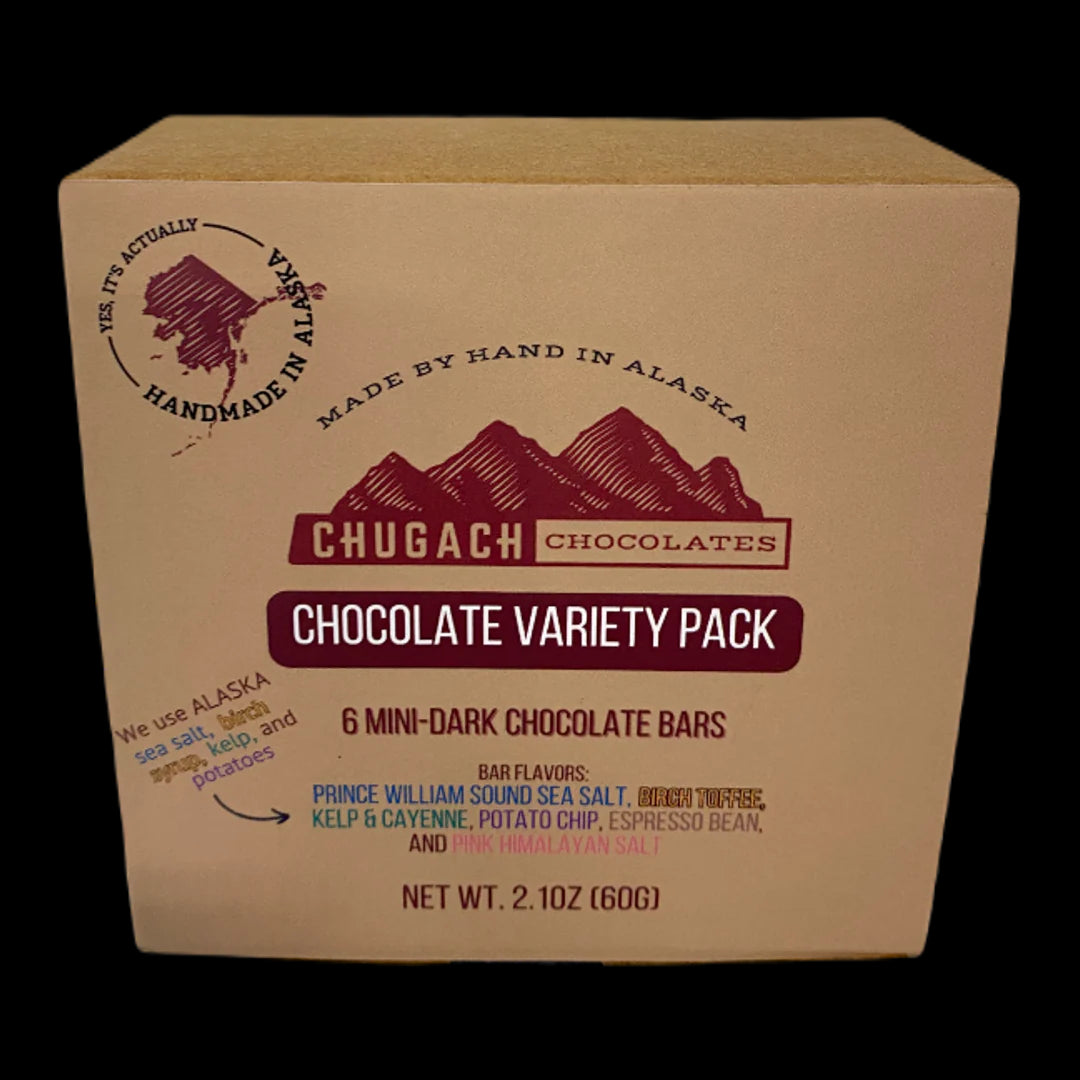 YES, IT'S ACTUALLY
HANDMADE IN ALASKA
MADE BY HAND IN ALASKA
CHUGACH CHOCOLATES
CHOCOLATE VARIETY PACK
We use ALASKA
sea salt, birch
syrup, kelp, and
potatoes
6 MINI-DARK CHOCOLATE BARS
BAR FLAVORS:
PRINCE WILLIAM SOUND SEA SALT, BIRCH TOFFEE,
KELP & CAYENNE, POTATO CHIP, ESPRESSO BEAN,
AND PINK HIMALAYAN SALT
NET WT. 2.1OZ (60G)